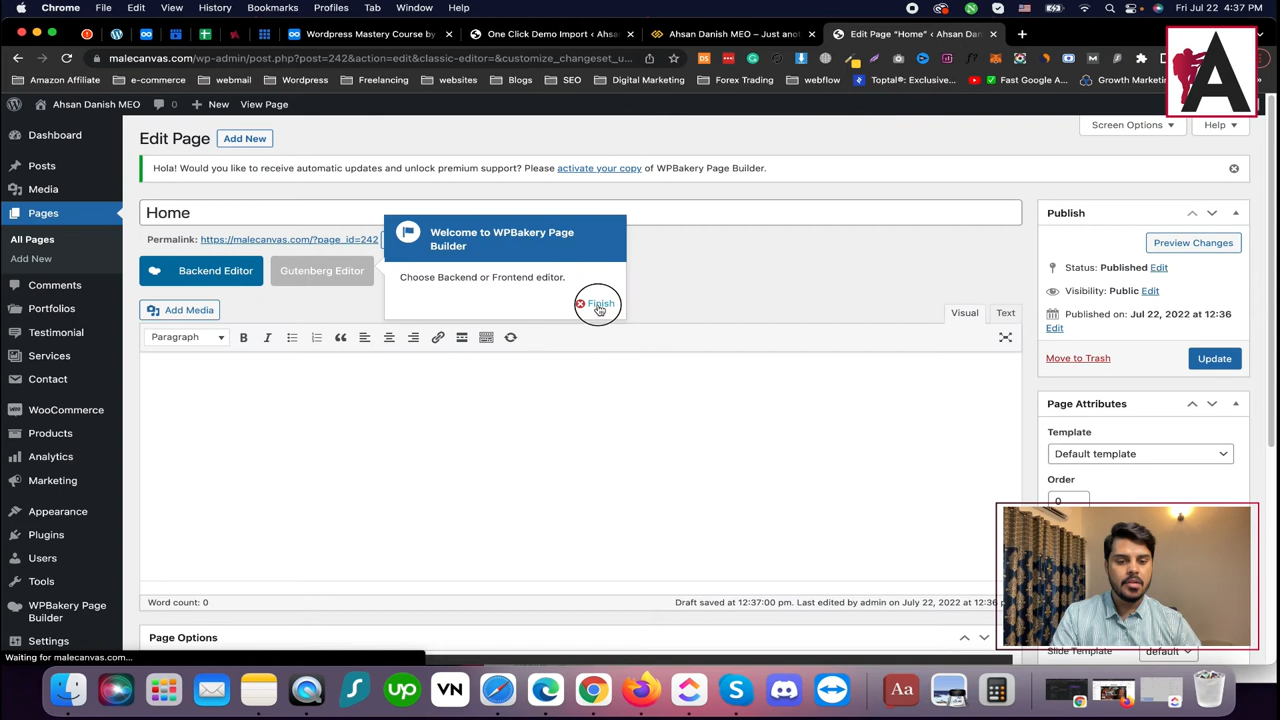 Chrome File Edit View History Bookmarks Profiles Tab Window Help
Fri Jul 22 4:37 PM
Wordpress Mastery Course by
One Click Demo Import ‹ Ahsan
Ahsan Danish MEO – Just anot
Edit Page “Home” ‹ Ahsan Da
malecanvas.com/wp-admin/post.php?post=242&action=edit&classic-editor=&customize_changeset_u...
Amazon Affiliate e-commerce webmail Wordpress Freelancing websites Blogs SEO Digital Marketing Forex Trading webflow Toptal®: Exclusive... Fast Google A... Growth Marketin
A
Ahsan Danish MEO 0 New View Page
Dashboard
Posts
Media
Pages
All Pages
Add New
Comments
Portfolios
Testimonial
Services
Contact
WooCommerce
Products
Analytics
Marketing
Appearance
Plugins
Users
Tools
WPBakery Page
Builder
Settings
Edit Page Add New
Screen Options Help
Hola! Would you like to receive automatic updates and unlock premium support? Please activate your copy of WPBakery Page Builder.
Home
Permalink: https://malecanvas.com/?page_id=242
Backend Editor Gutenberg Editor
Welcome to WPBakery Page
Builder
Choose Backend or Frontend editor.
Finish
Add Media
Visual Text
Paragraph
Word count: 0
Draft saved at 12:37:00 pm. Last edited by admin on July 22, 2022 at 12:36 p
Page Options
Publish
Preview Changes
Status: Published Edit
Visibility: Public Edit
Published on: Jul 22, 2022 at 12:36
Edit
Move to Trash Update
Page Attributes
Template
Default template
Order
0
Slide Template default
Waiting for malecanvas.com...
up
VN
Aa